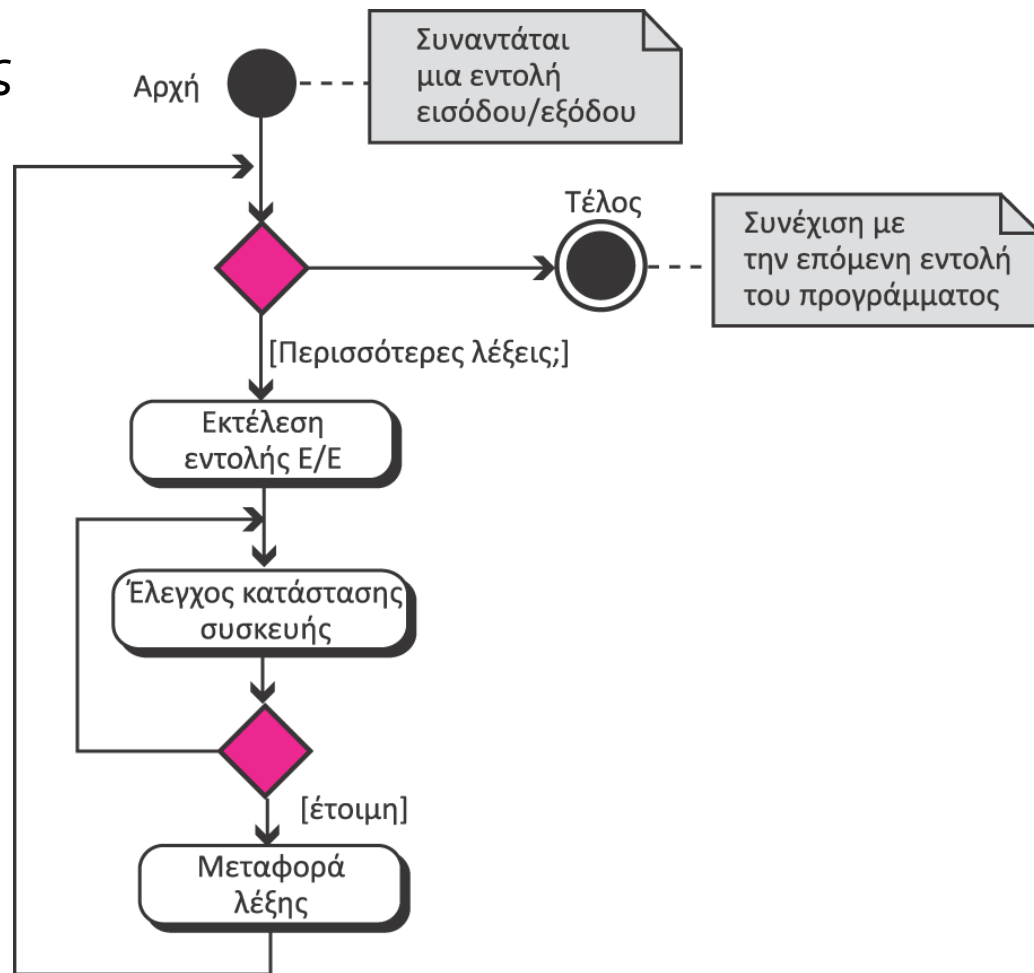 ς
Αρχή
Συναντάται
μια εντολή
εισόδου/εξόδου
Τέλος
Συνέχιση με
την επόμενη εντολή
του προγράμματος
[Περισσότερες λέξεις;]
Εκτέλεση
εντολής Ε/Ε
Έλεγχος κατάστασης
συσκευής
[έτοιμη]
Μεταφορά
λέξης